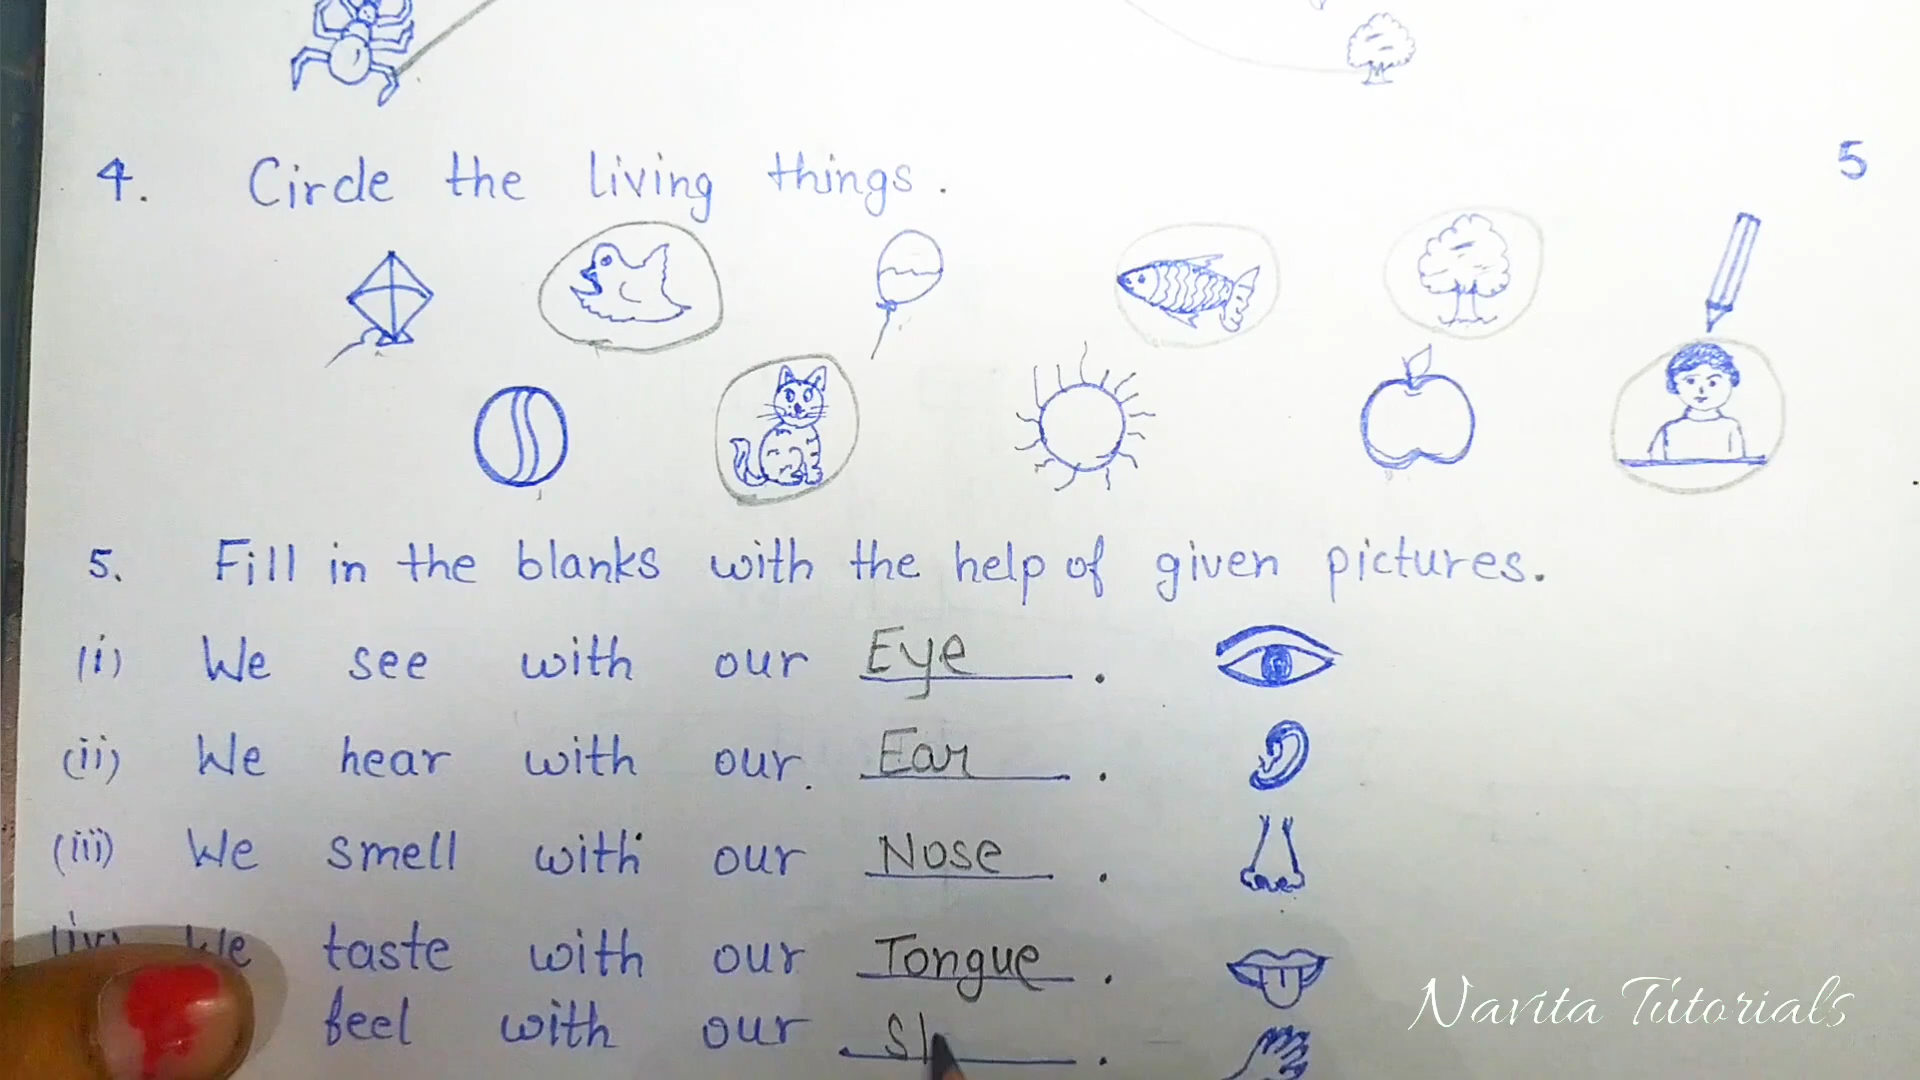 4. Circle the living things. 5
5. Fill in the blanks with the help of given pictures.
(i) We see with our Eye.
(ii) We hear with our Ear.
(iii) We smell with our Nose.
(iv) We taste with our Tongue.
feel with our
Navita Tutorials